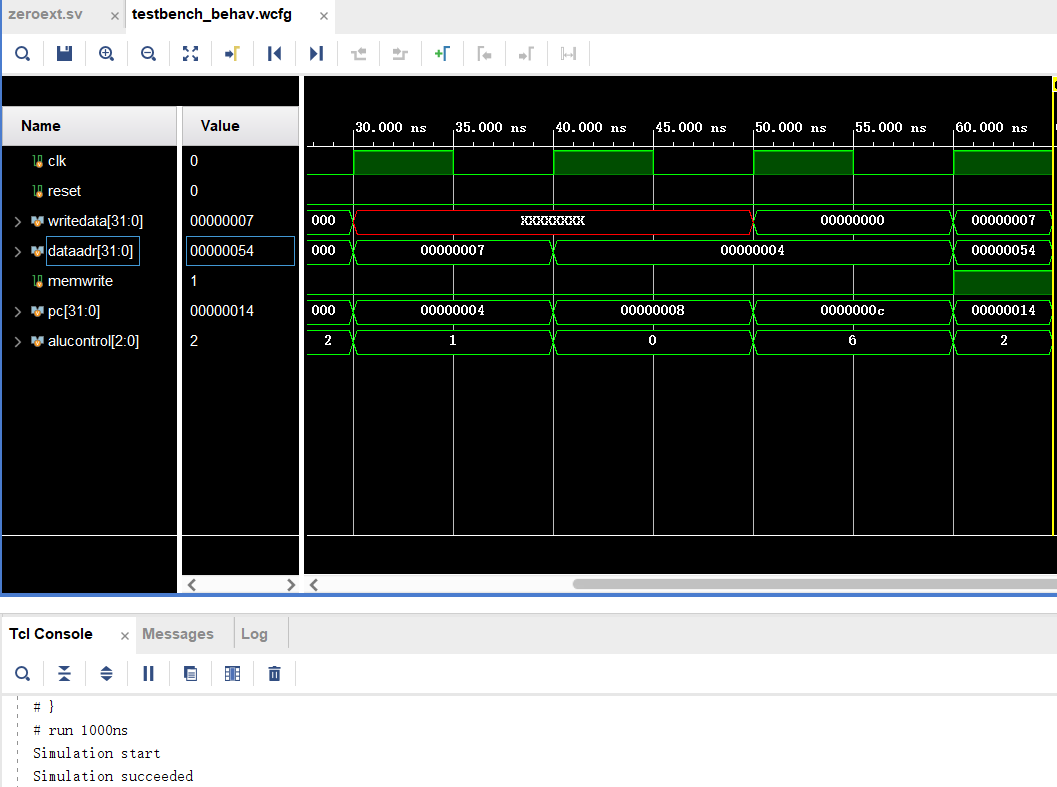 zeroext.sv × testbench_behav.wcfg ×
Name Value
30.000 ns 35.000 ns 40.000 ns 45.000 ns 50.000 ns 55.000 ns 60.000 ns
clk 0
reset 0
writedata[31:0] 00000007 000 XXXXXXXX 00000000 00000007
dataadr[31:0] 00000054 000 00000007 00000004 00000054
memwrite 1
pc[31:0] 00000014 000 00000004 00000008 0000000c 00000014
alucontrol[2:0] 2 2 1 0 6 2
Tcl Console × Messages Log
# }
# run 1000ns
Simulation start
Simulation succeeded